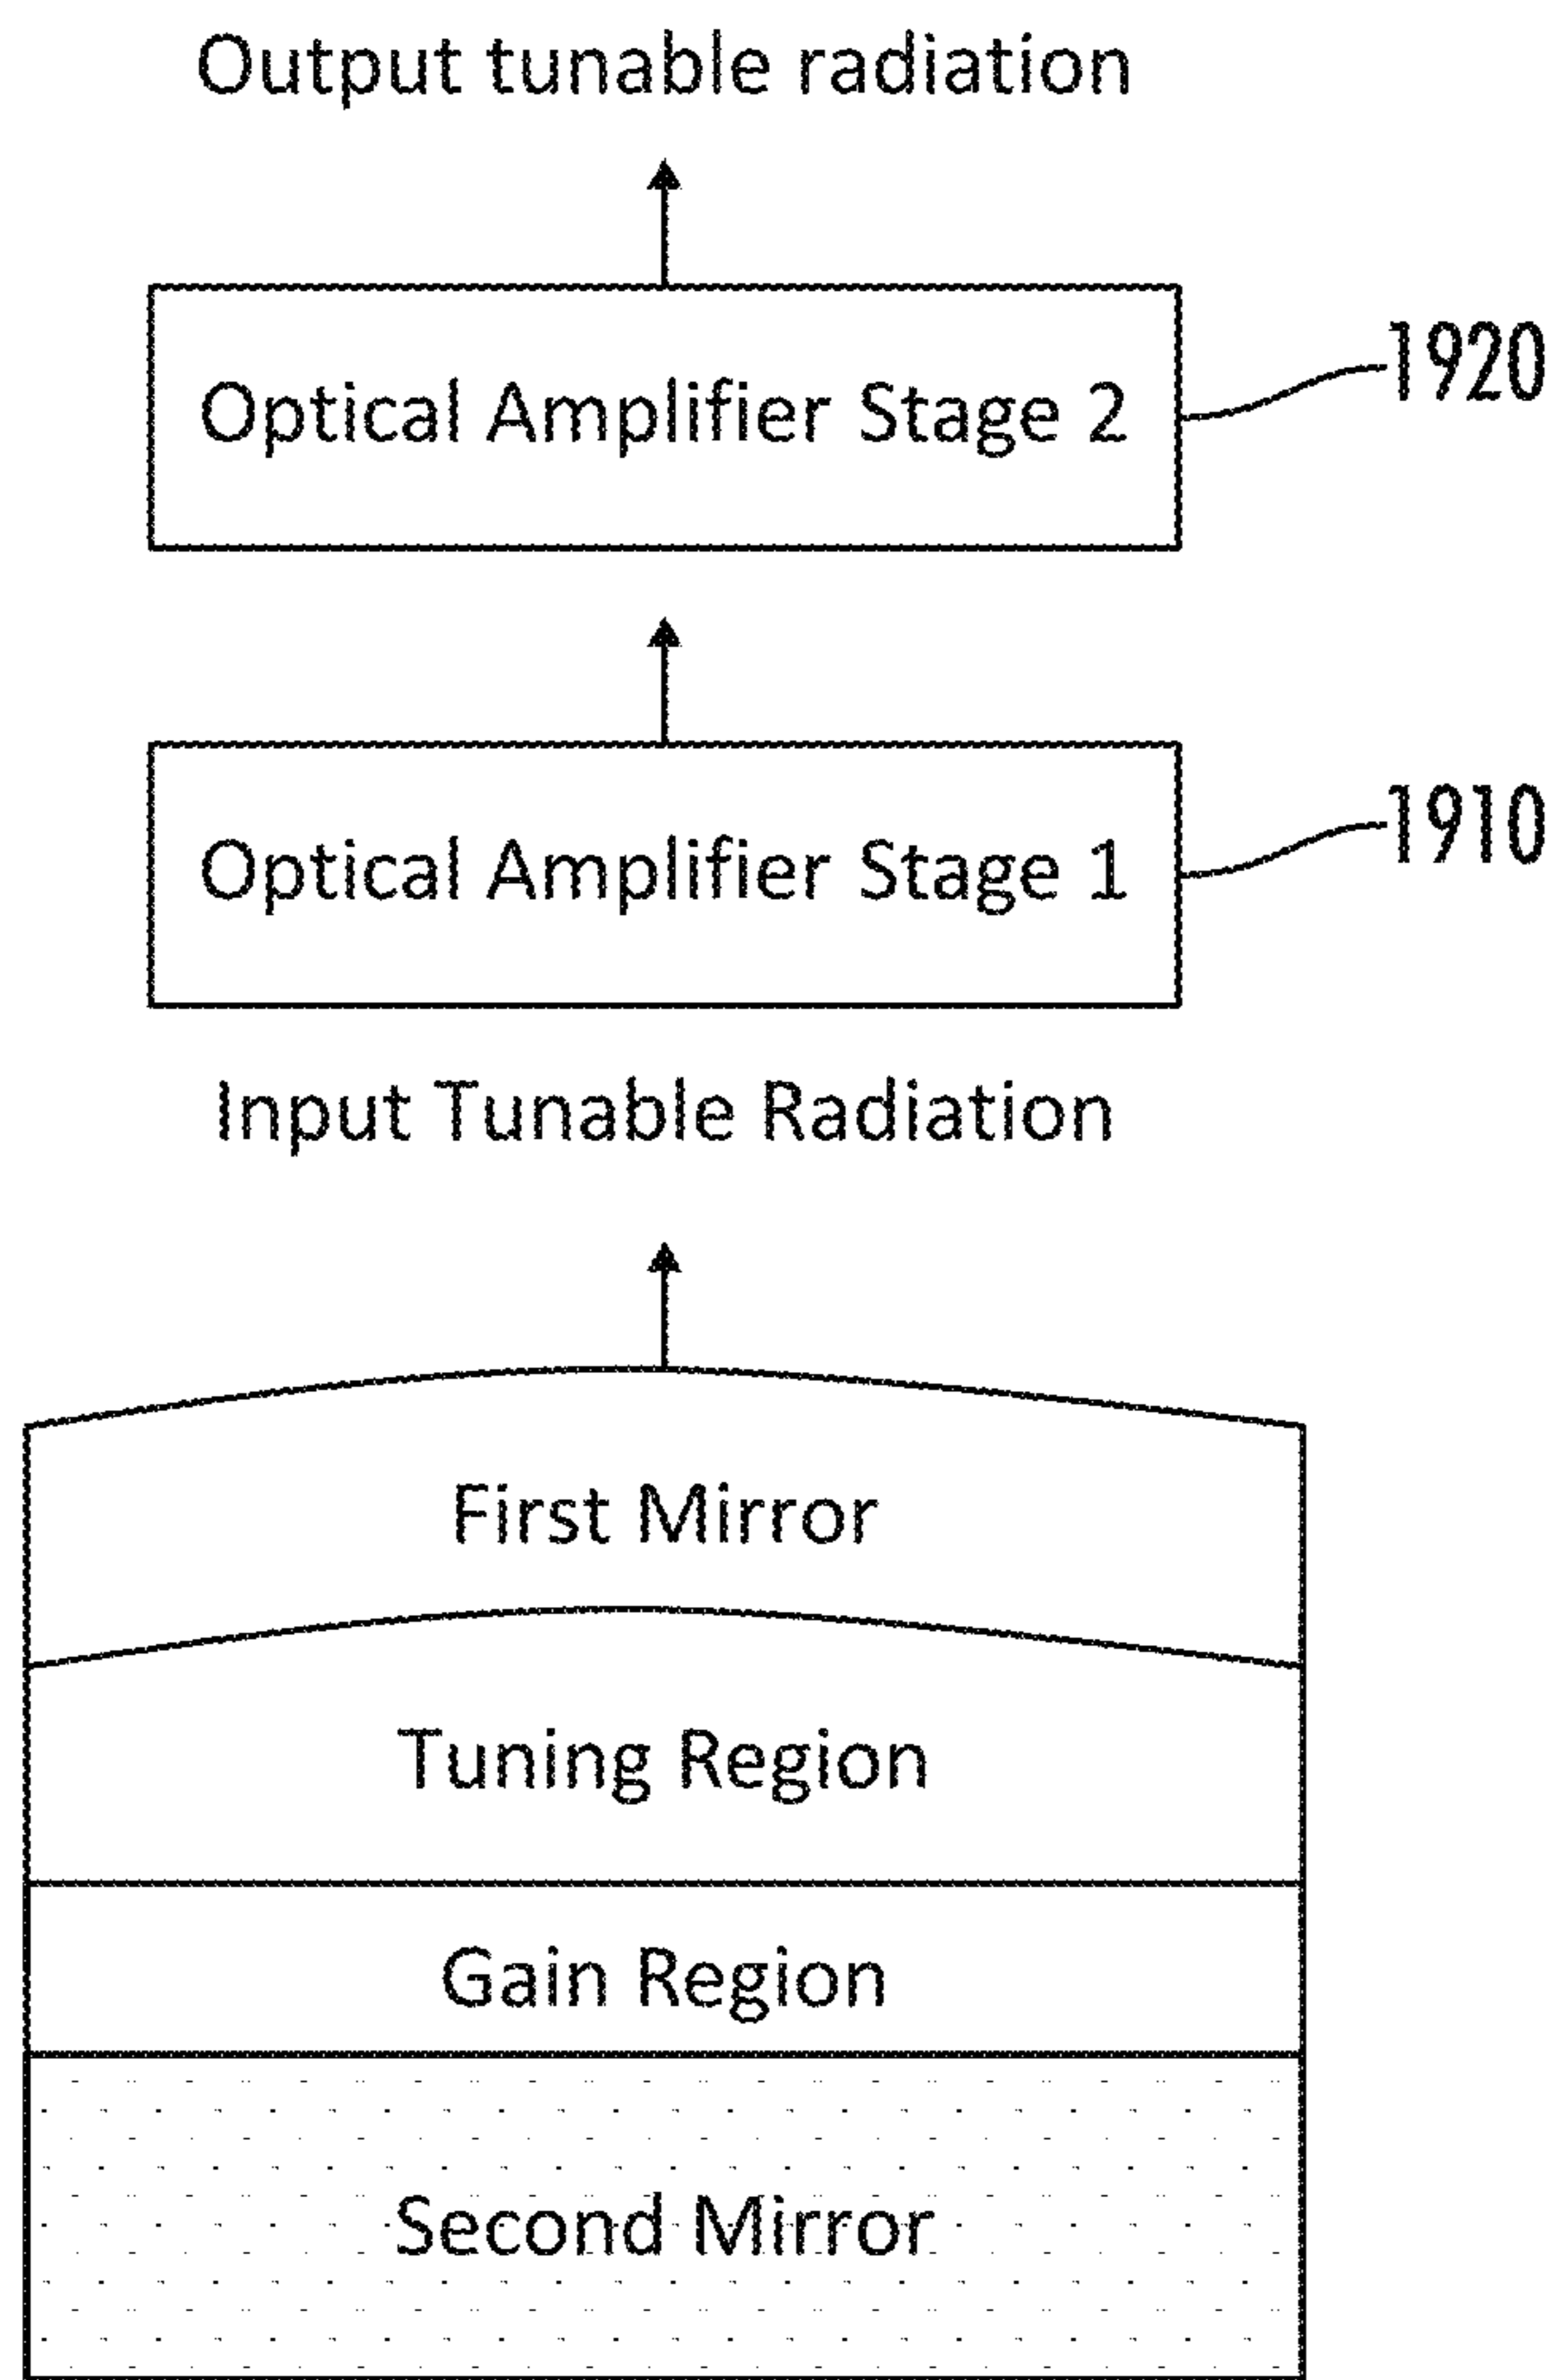 Output tunable radiation
Optical Amplifier Stage 2
1920
Optical Amplifier Stage 1
1910
Input Tunable Radiation
First Mirror
Tuning Region
Gain Region
Second Mirror